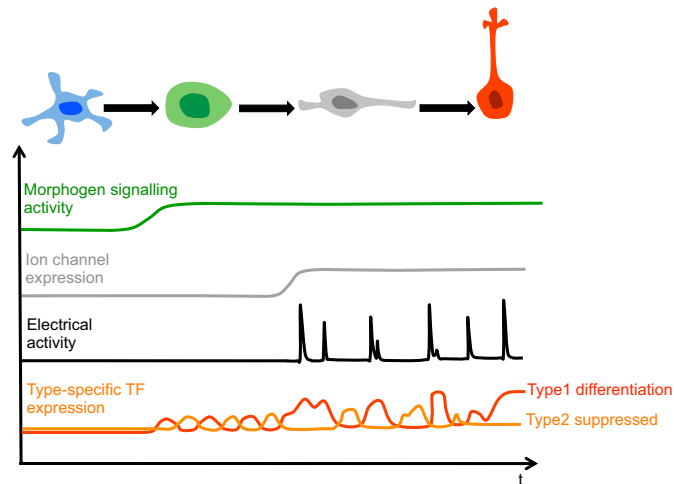 Morphogen signalling
activity
Ion channel
expression
Electrical
activity
Type-specific TF
expression
Type1 differentiation
Type2 suppressed
t